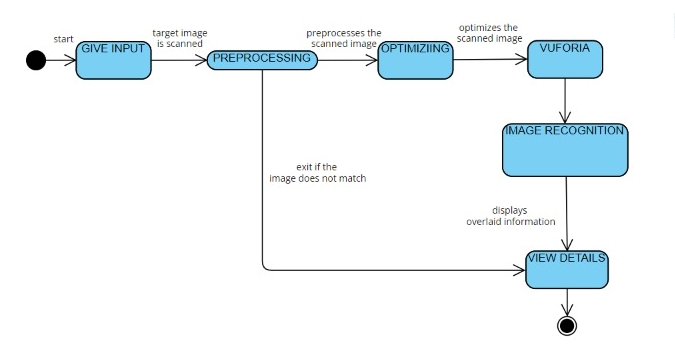 start
GIVE INPUT
target image
is scanned
PREPROCESSING
preprocesses the
scanned image
OPTIMIZIING
optimizes the
scanned image
VUFORIA
IMAGE RECOGNITION
exit if the
image does not match
displays
overlaid information
VIEW DETAILS